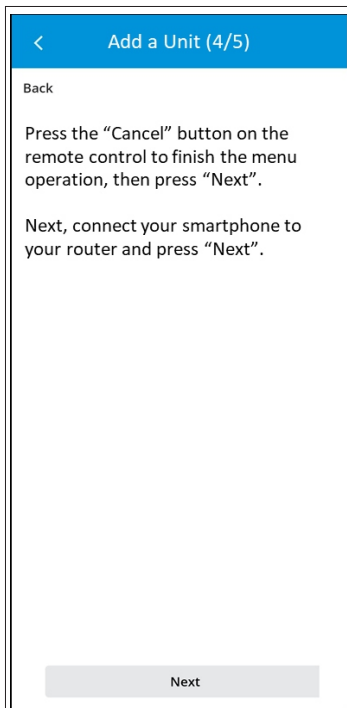 Add a Unit (4/5)
Back
Press the “Cancel” button on the
remote control to finish the menu
operation, then press “Next”.
Next, connect your smartphone to
your router and press “Next”.
Next